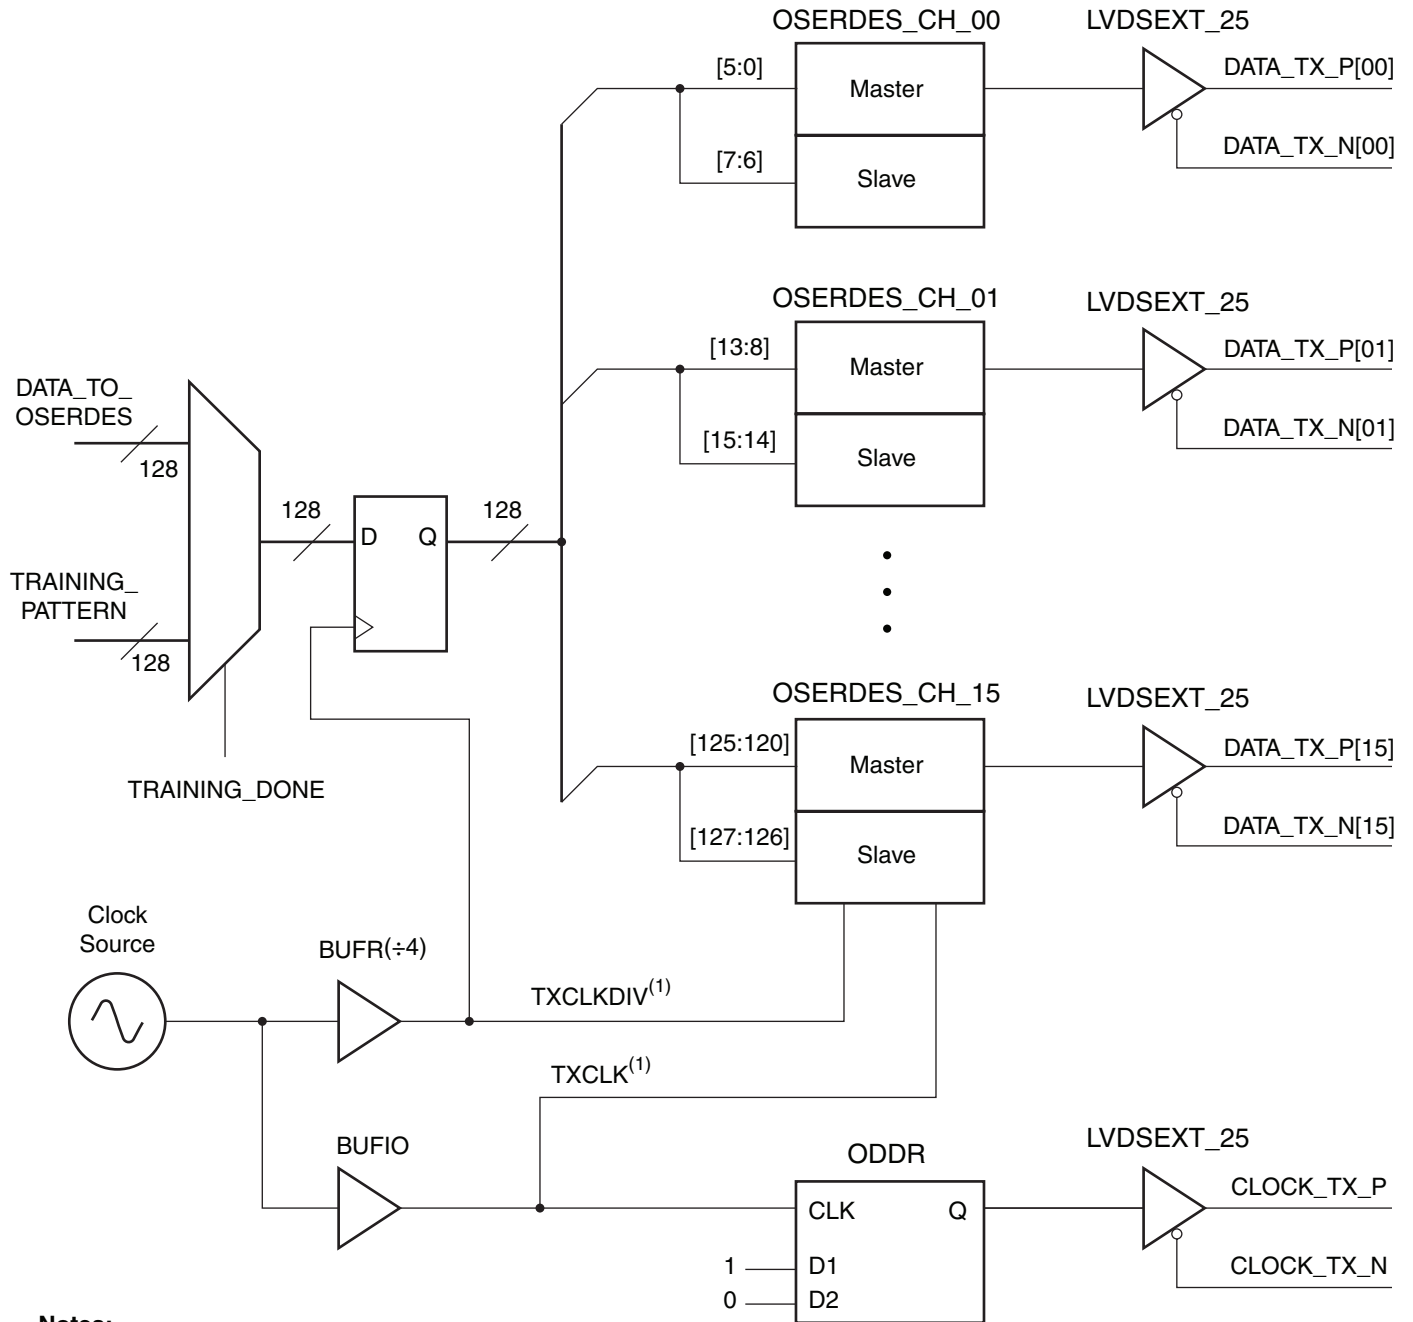 OSERDES_CH_00
LVDSEXT_25
[5:0]
Master
DATA_TX_P[00]
[7:6]
Slave
DATA_TX_N[00]
OSERDES_CH_01
LVDSEXT_25
[13:8]
Master
DATA_TX_P[01]
[15:14]
Slave
DATA_TX_N[01]
DATA_TO_
OSERDES
128
128
D
Q
128
TRAINING_
PATTERN
128
TRAINING_DONE
OSERDES_CH_15
LVDSEXT_25
[125:120]
Master
DATA_TX_P[15]
[127:126]
Slave
DATA_TX_N[15]
Clock
Source
BUFR(÷4)
TXCLKDIV(1)
TXCLK(1)
BUFIO
ODDR
LVDSEXT_25
CLK
Q
CLOCK_TX_P
1
D1
CLOCK_TX_N
0
D2
Notes: